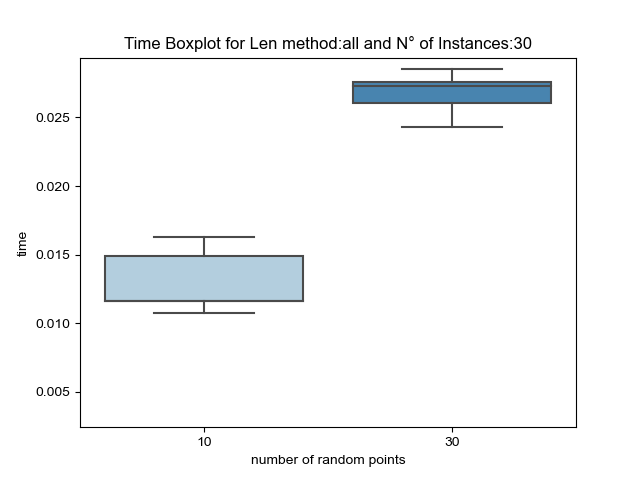 Time Boxplot for Len method:all and N° of Instances:30
0.025
0.020
0.015
0.010
0.005
time
10
30
number of random points